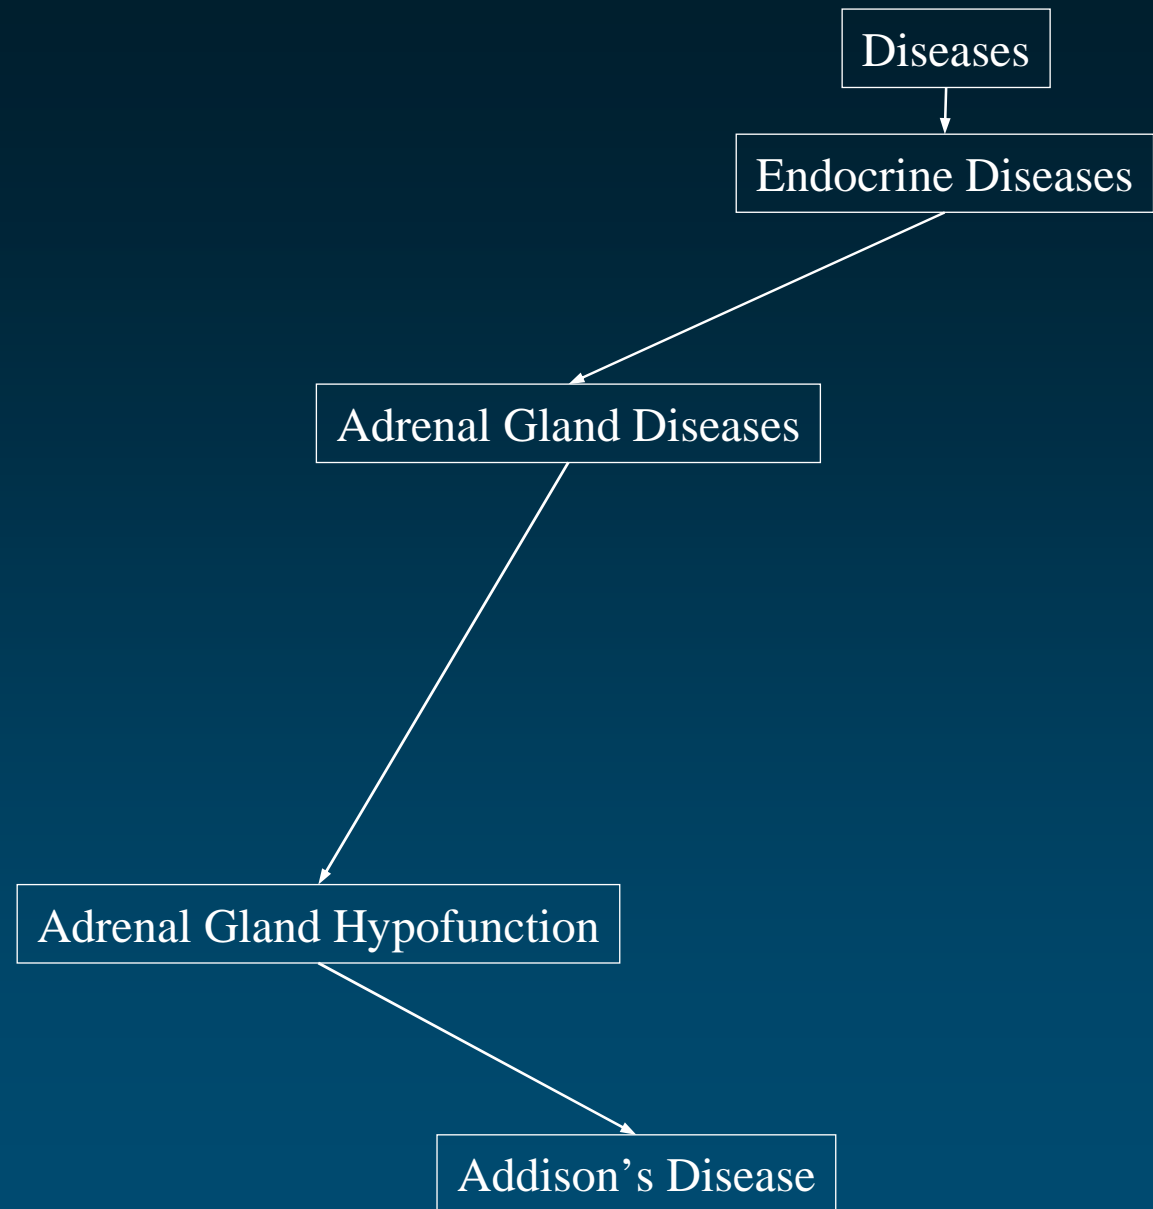 Diseases
Endocrine Diseases
Adrenal Gland Diseases
Adrenal Gland Hypofunction
Addison’s Disease